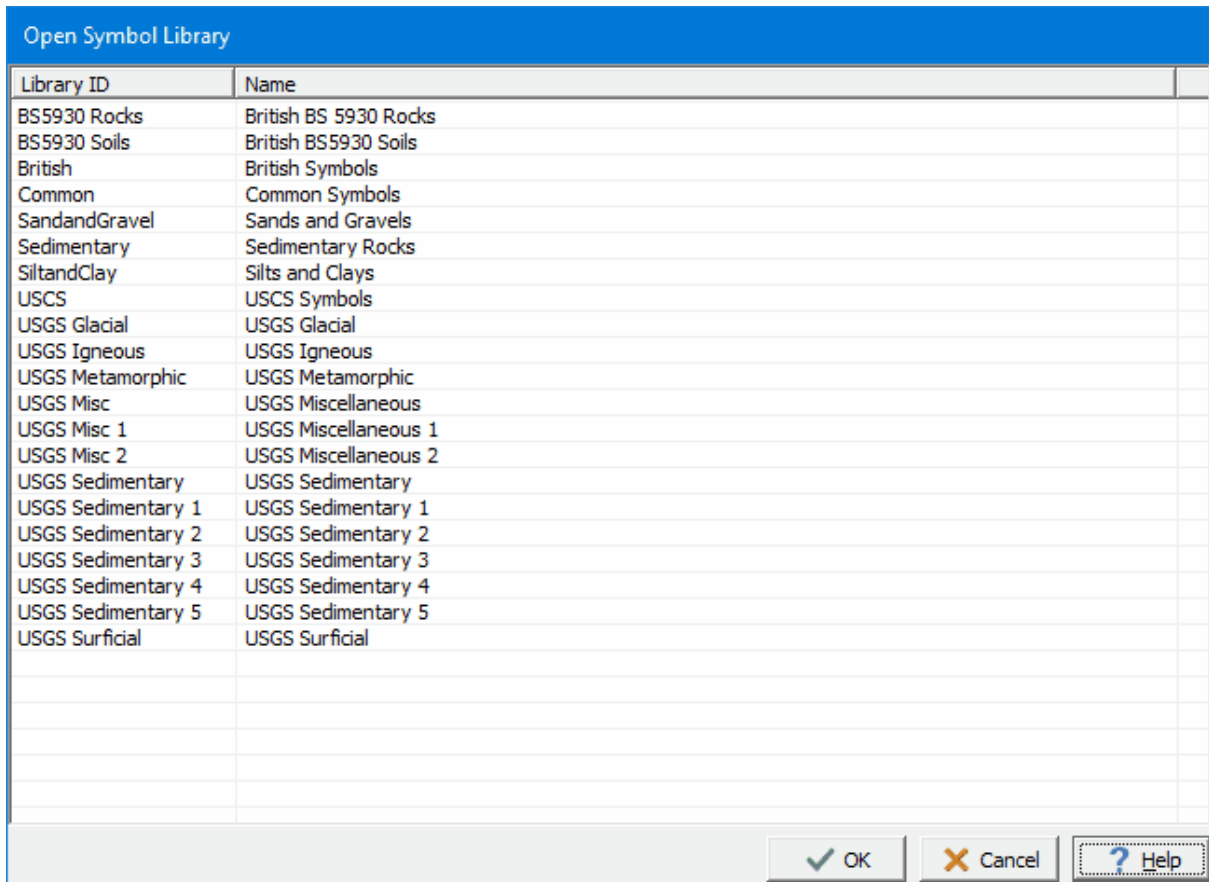 Open Symbol Library
Library ID Name
BS5930 Rocks British BS 5930 Rocks
BS5930 Soils British BS5930 Soils
British British Symbols
Common Common Symbols
SandandGravel Sands and Gravels
Sedimentary Sedimentary Rocks
SiltandClay Silts and Clays
USCS USCS Symbols
USGS Glacial USGS Glacial
USGS Igneous USGS Igneous
USGS Metamorphic USGS Metamorphic
USGS Misc USGS Miscellaneous
USGS Misc 1 USGS Miscellaneous 1
USGS Misc 2 USGS Miscellaneous 2
USGS Sedimentary USGS Sedimentary
USGS Sedimentary 1 USGS Sedimentary 1
USGS Sedimentary 2 USGS Sedimentary 2
USGS Sedimentary 3 USGS Sedimentary 3
USGS Sedimentary 4 USGS Sedimentary 4
USGS Sedimentary 5 USGS Sedimentary 5
USGS Surficial USGS Surficial
OK Cancel ? Help